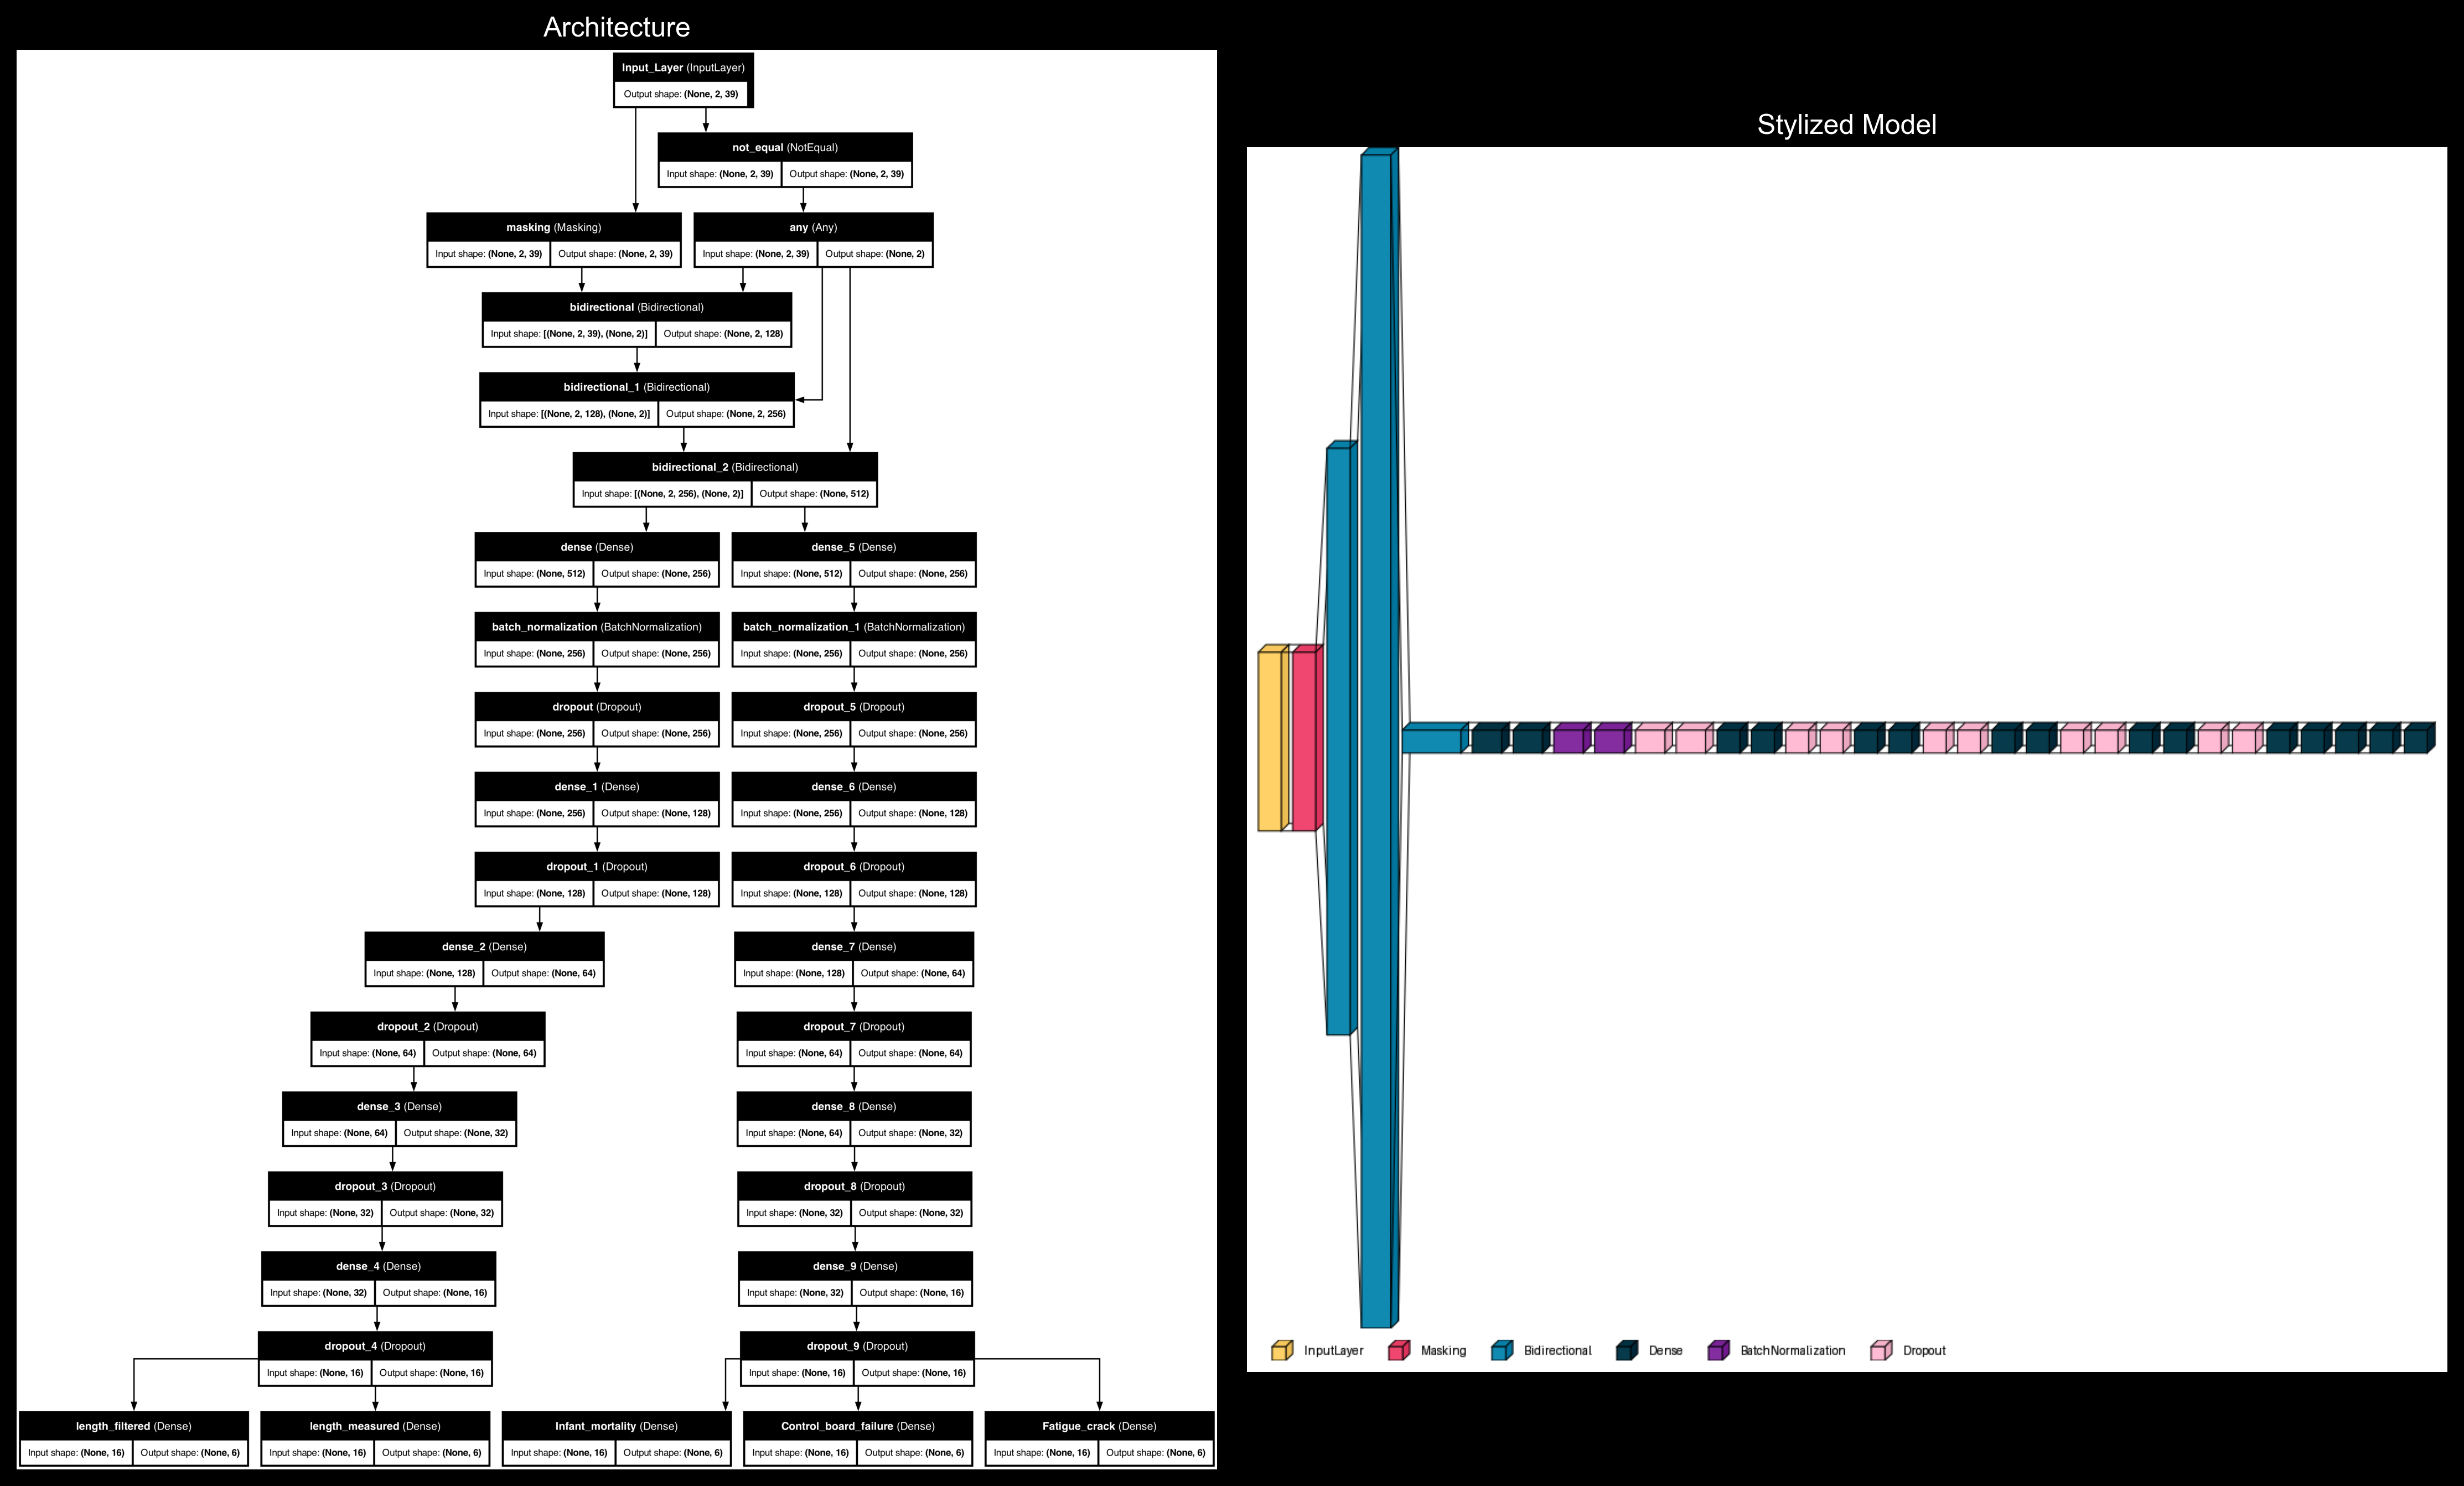 Architecture
Input_Layer (InputLayer)
Output shape: (None, 2, 39)
not_equal (NotEqual)
Input shape: (None, 2, 39) Output shape: (None, 2, 39)
masking (Masking) any (Any)
Input shape: (None, 2, 39) Output shape: (None, 2, 39) Input shape: (None, 2, 39) Output shape: (None, 2)
bidirectional (Bidirectional)
Input shape: [(None, 2, 39), (None, 2)] Output shape: (None, 2, 128)
bidirectional_1 (Bidirectional)
Input shape: [(None, 2, 128), (None, 2)] Output shape: (None, 2, 256)
bidirectional_2 (Bidirectional)
Input shape: [(None, 2, 256), (None, 2)] Output shape: (None, 512)
dense (Dense) dense_5 (Dense)
Input shape: (None, 512) Output shape: (None, 256) Input shape: (None, 512) Output shape: (None, 256)
batch_normalization (BatchNormalization) batch_normalization_1 (BatchNormalization)
Input shape: (None, 256) Output shape: (None, 256) Input shape: (None, 256) Output shape: (None, 256)
dropout (Dropout) dropout_5 (Dropout)
Input shape: (None, 256) Output shape: (None, 256) Input shape: (None, 256) Output shape: (None, 256)
dense_1 (Dense) dense_6 (Dense)
Input shape: (None, 256) Output shape: (None, 128) Input shape: (None, 256) Output shape: (None, 128)
dropout_1 (Dropout) dropout_6 (Dropout)
Input shape: (None, 128) Output shape: (None, 128) Input shape: (None, 128) Output shape: (None, 128)
dense_2 (Dense) dense_7 (Dense)
Input shape: (None, 128) Output shape: (None, 64) Input shape: (None, 128) Output shape: (None, 64)
dropout_2 (Dropout) dropout_7 (Dropout)
Input shape: (None, 64) Output shape: (None, 64) Input shape: (None, 64) Output shape: (None, 64)
dense_3 (Dense) dense_8 (Dense)
Input shape: (None, 64) Output shape: (None, 32) Input shape: (None, 64) Output shape: (None, 32)
dropout_3 (Dropout) dropout_8 (Dropout)
Input shape: (None, 32) Output shape: (None, 32) Input shape: (None, 32) Output shape: (None, 32)
dense_4 (Dense) dense_9 (Dense)
Input shape: (None, 32) Output shape: (None, 16) Input shape: (None, 32) Output shape: (None, 16)
dropout_4 (Dropout) dropout_9 (Dropout)
Input shape: (None, 16) Output shape: (None, 16) Input shape: (None, 16) Output shape: (None, 16)
length_filtered (Dense) length_measured (Dense) Infant_mortality (Dense) Control_board_failure (Dense) Fatigue_crack (Dense)
Input shape: (None, 16) Output shape: (None, 6) Input shape: (None, 16) Output shape: (None, 6) Input shape: (None, 16) Output shape: (None, 6) Input shape: (None, 16) Output shape: (None, 6) Input shape: (None, 16) Output shape: (None, 6)
Stylized Model
InputLayer Masking Bidirectional Dense BatchNormalization Dropout